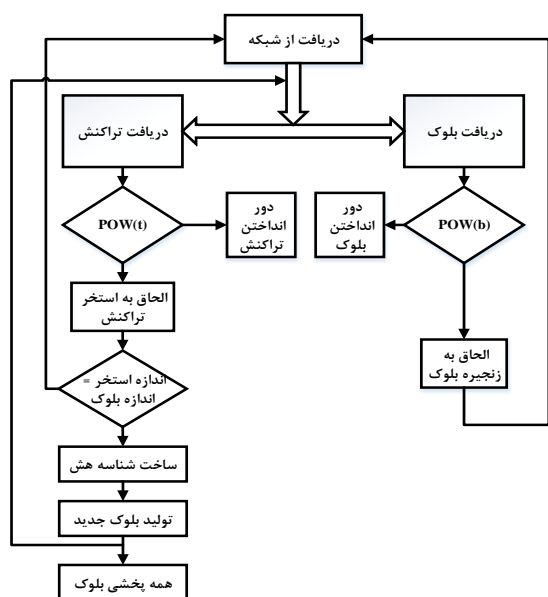 دریافت از شبکه
دریافت تراکنش
دریافت بلوک
POW(t)
دور
انداختن
تراکنش
دور
انداختن
بلوک
POW(b)
الحاق به استخر
تراکنش
اندازه استخر =
اندازه بلوک
الحاق به
زنجیره بلوک
ساخت شناسه هش
تولید بلوک جدید
همه پخشی بلوک